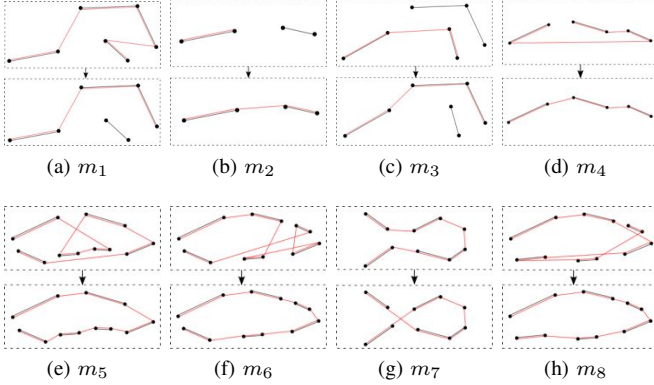 (a) m₁ (b) m₂ (c) m₃ (d) m₄
(e) m₅ (f) m₆ (g) m₇ (h) m₈